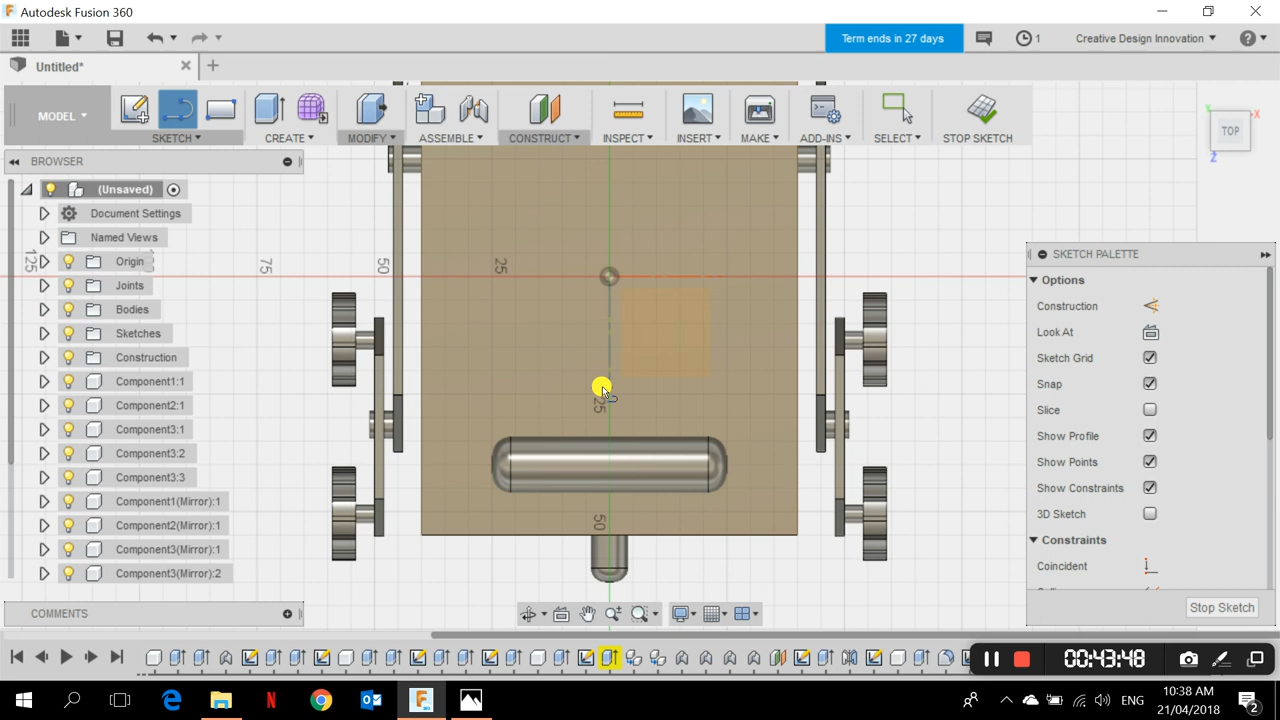 Autodesk Fusion 360
Term ends in 27 days
1
Creative Design Innovation
Untitled*
MODEL
SKETCH
CREATE
MODIFY
ASSEMBLE
CONSTRUCT
INSPECT
INSERT
MAKE
ADD-INS
SELECT
STOP SKETCH
TOP
X
Y
Z
BROWSER
(Unsaved)
Document Settings
Named Views
Origin
Joints
Bodies
Sketches
Construction
Component1:1
Component2:1
Component3:1
Component3:2
Component3:3
Component1(Mirror):1
Component2(Mirror):1
Component3(Mirror):1
Component3(Mirror):2
COMMENTS
125
75
50
25
25
50
SKETCH PALETTE
Options
Construction
Look At
Sketch Grid
Snap
Slice
Show Profile
Show Points
Show Constraints
3D Sketch
Constraints
Coincident
Stop Sketch
00:43:48
ENG
10:38 AM
21/04/2018
2